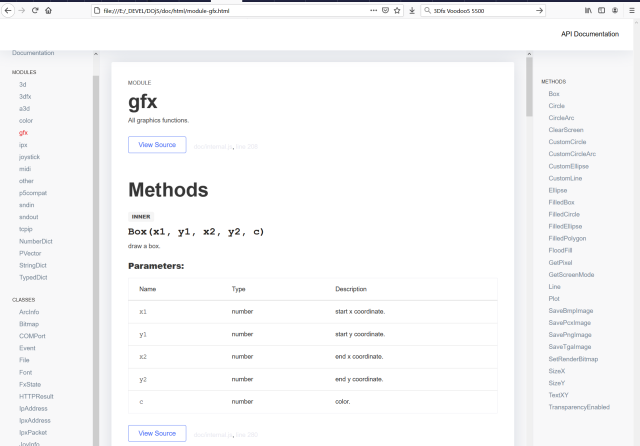 file:///E:/_DEVEL/DOJS/doc/html/module-gfx.html
3Dfx Voodoo5 5500
API Documentation
Documentation
MODULES
3d
3dfx
a3d
color
gfx
ipx
joystick
midi
other
p5compat
sndin
sndout
tcpip
NumberDict
PVector
StringDict
TypedDict
CLASSES
ArcInfo
Bitmap
COMPort
Event
File
Font
FxState
HTTPResult
IpAddress
IpxAddress
IpxPacket
JoyInfo
MODULE
gfx
All graphics functions.
View Source
Methods
INNER
Box(x1, y1, x2, y2, c)
draw a box.
Parameters:
Name Type Description
x1 number start x coordinate.
y1 number start y coordinate.
x2 number end x coordinate.
y2 number end y coordinate.
c number color.
View Source
METHODS
Box
Circle
CircleArc
ClearScreen
CustomCircle
CustomCircleArc
CustomEllipse
CustomLine
Ellipse
FilledBox
FilledCircle
FilledEllipse
FilledPolygon
FloodFill
GetPixel
GetScreenMode
Line
Plot
SaveBmpImage
SavePcxImage
SavePngImage
SaveTgaImage
SetRenderBitmap
SizeX
SizeY
TextXY
TransparencyEnabled